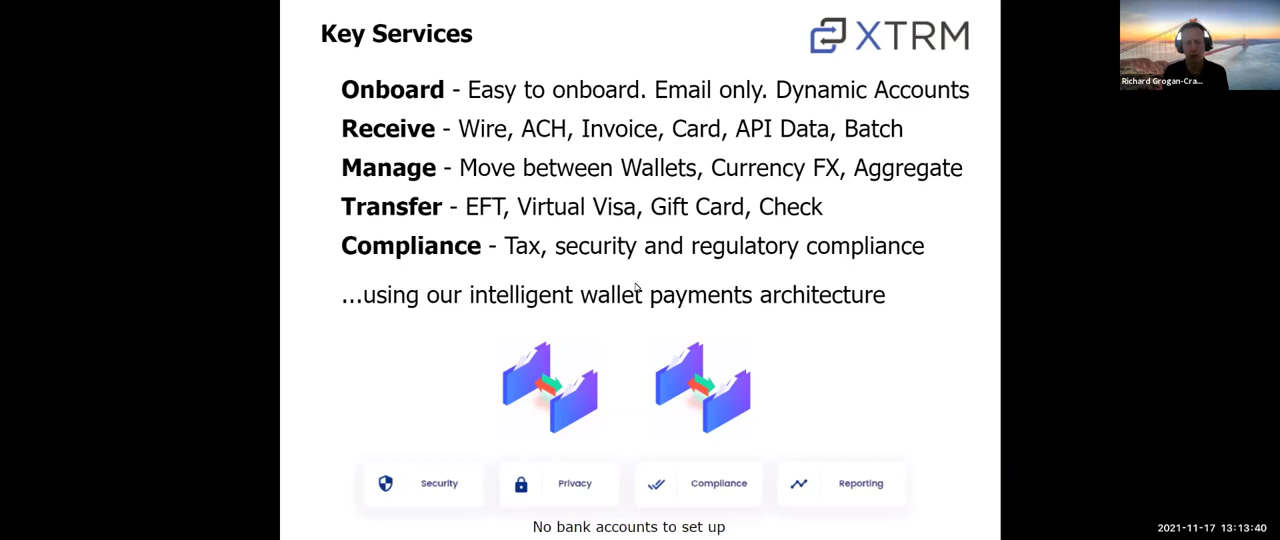 Key Services
XTRM
Richard Grogan-Cra...
Onboard - Easy to onboard. Email only. Dynamic Accounts
Receive - Wire, ACH, Invoice, Card, API Data, Batch
Manage - Move between Wallets, Currency FX, Aggregate
Transfer - EFT, Virtual Visa, Gift Card, Check
Compliance - Tax, security and regulatory compliance
...using our intelligent wallet payments architecture
Security
Privacy
Compliance
Reporting
No bank accounts to set up
2021-11-17 13:13:40